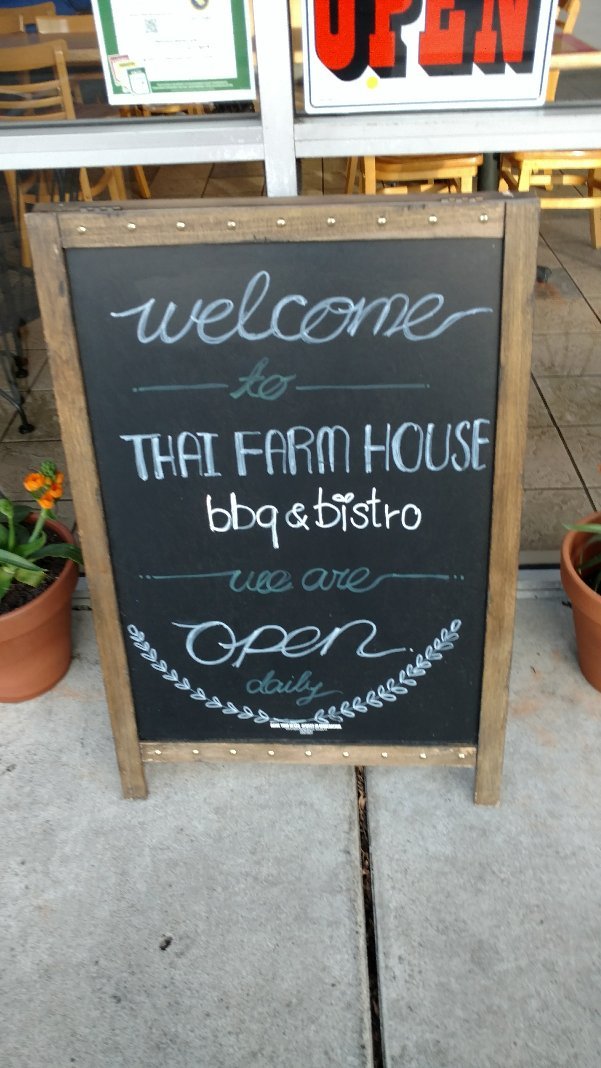 OPEN
welcome
to
THAI FARM HOUSE
bbq & bistro
we are
open
daily